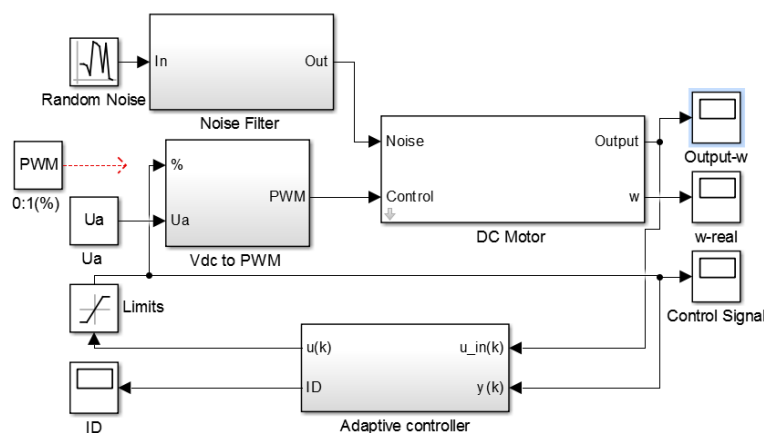 In
Out
Random Noise
Noise Filter
Noise
Output
Output-w
PWM
%
0:1(%)
PWM
Control
w
Ua
Ua
DC Motor
w-real
Ua
Vdc to PWM
Limits
Control Signal
u(k)
u_in(k)
ID
y(k)
ID
Adaptive controller